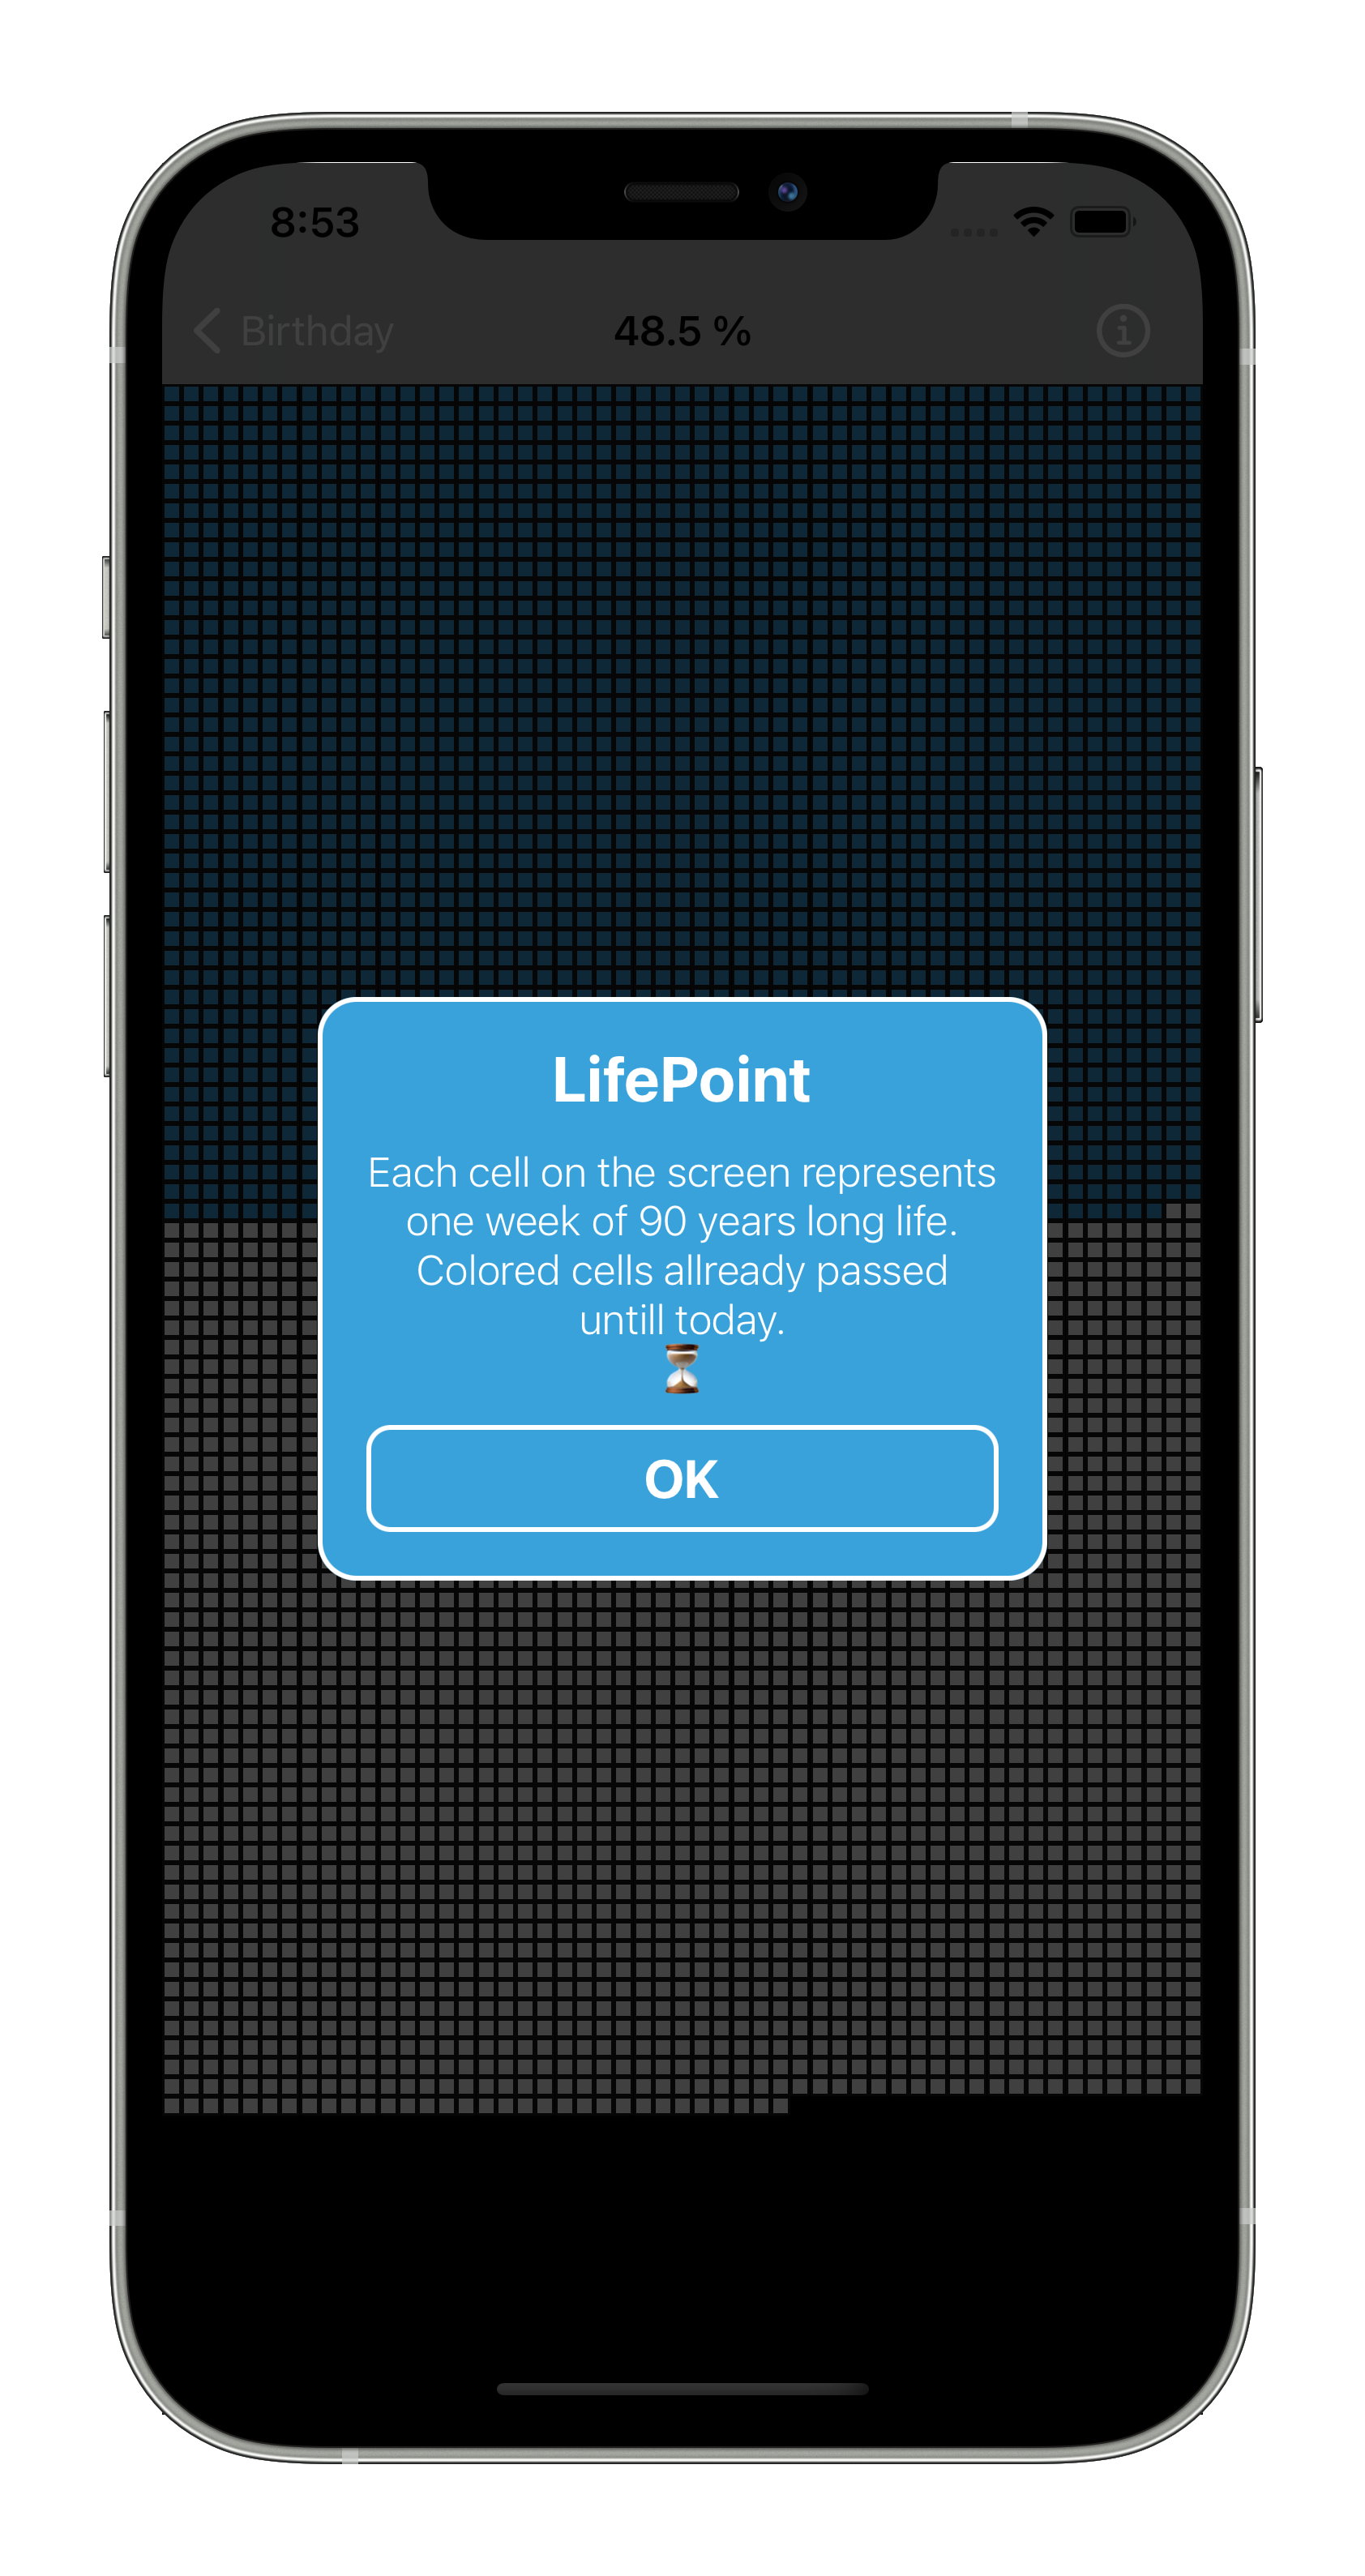 8:53
Birthday 48.5 %
LifePoint
Each cell on the screen represents
one week of 90 years long life.
Colored cells allready passed
untill today.
OK